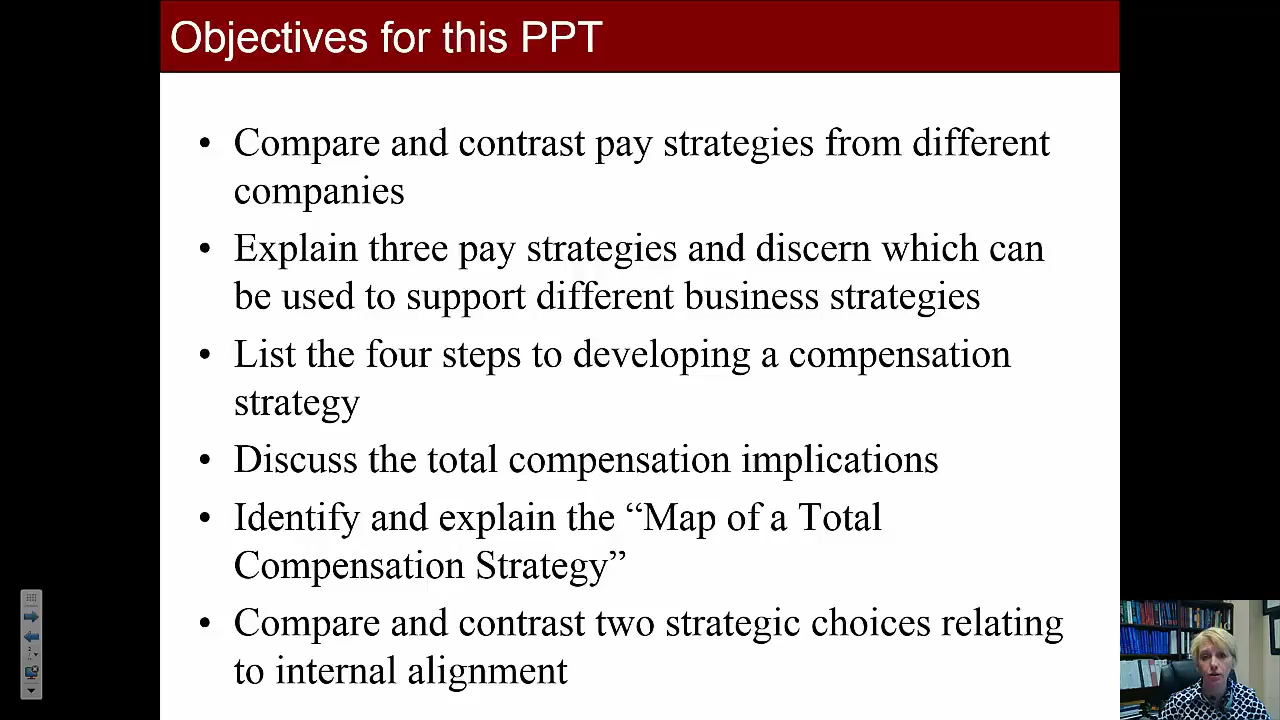 Objectives for this PPT
• Compare and contrast pay strategies from different
companies
• Explain three pay strategies and discern which can
be used to support different business strategies
• List the four steps to developing a compensation
strategy
• Discuss the total compensation implications
• Identify and explain the “Map of a Total
Compensation Strategy”
• Compare and contrast two strategic choices relating
to internal alignment